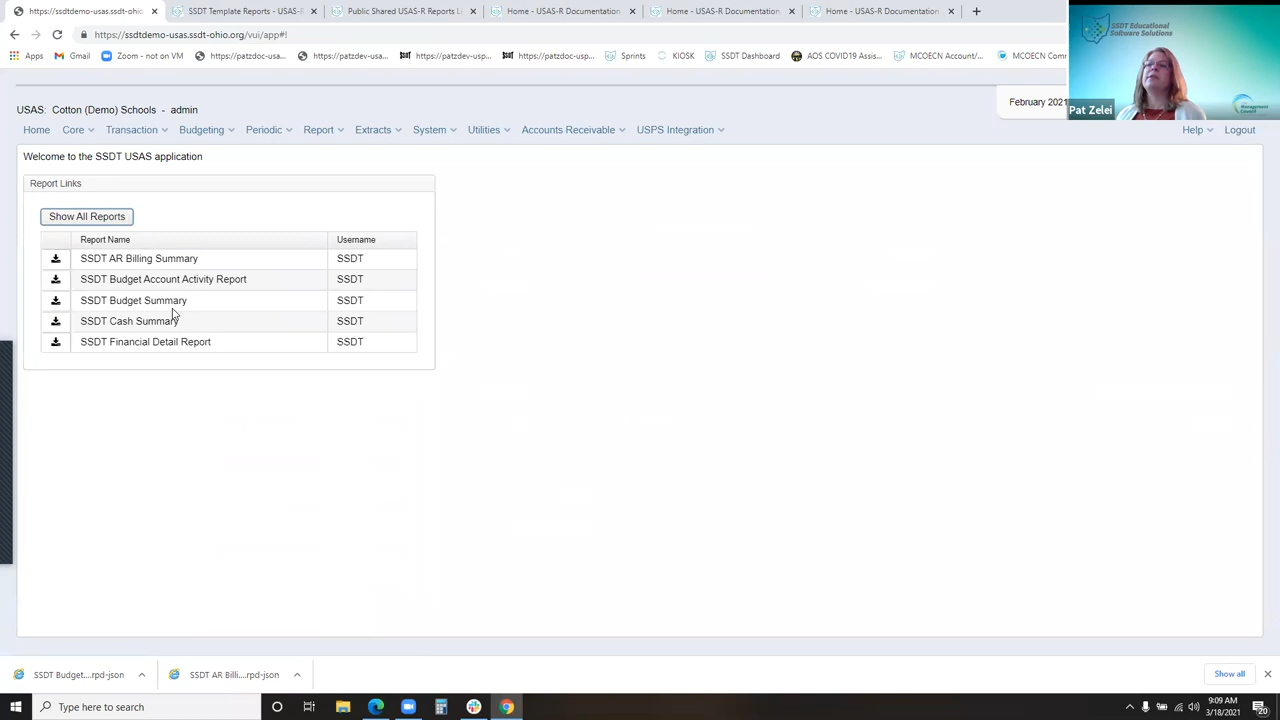 https://ssdtdemo-usas.ssdt-ohio
SSDT Template Reports - USAS-R
Public Shared USAS-R Reports Li
Home - USAS-R Documentation
Home - USAS-R Documentation
Home - USAS-R Documentation
https://ssdtdemo-usas.ssdt-ohio.org/vui/app#!
Apps
Gmail
Zoom - not on VM
https://patzdoc-usa...
https://patzdev-usa...
https://patzdev-usp...
https://patzdoc-usp...
Sprints
KIOSK
SSDT Dashboard
AOS COVID19 Assis...
MCOECN Account/...
MCOECN Com
SSDT Educational
Software Solutions
Management
Council
Pat Zelei
USAS: Cotton (Demo) Schools - admin
February 2021
Home
Core
Transaction
Budgeting
Periodic
Report
Extracts
System
Utilities
Accounts Receivable
USPS Integration
Help
Logout
Welcome to the SSDT USAS application
Report Links
Show All Reports
Report Name Username
SSDT AR Billing Summary SSDT
SSDT Budget Account Activity Report SSDT
SSDT Budget Summary SSDT
SSDT Cash Summary SSDT
SSDT Financial Detail Report SSDT
SSDT Budget....rpd-json
SSDT AR Billi....rpd-json
Show all
Type here to search
9:09 AM
3/18/2021
20